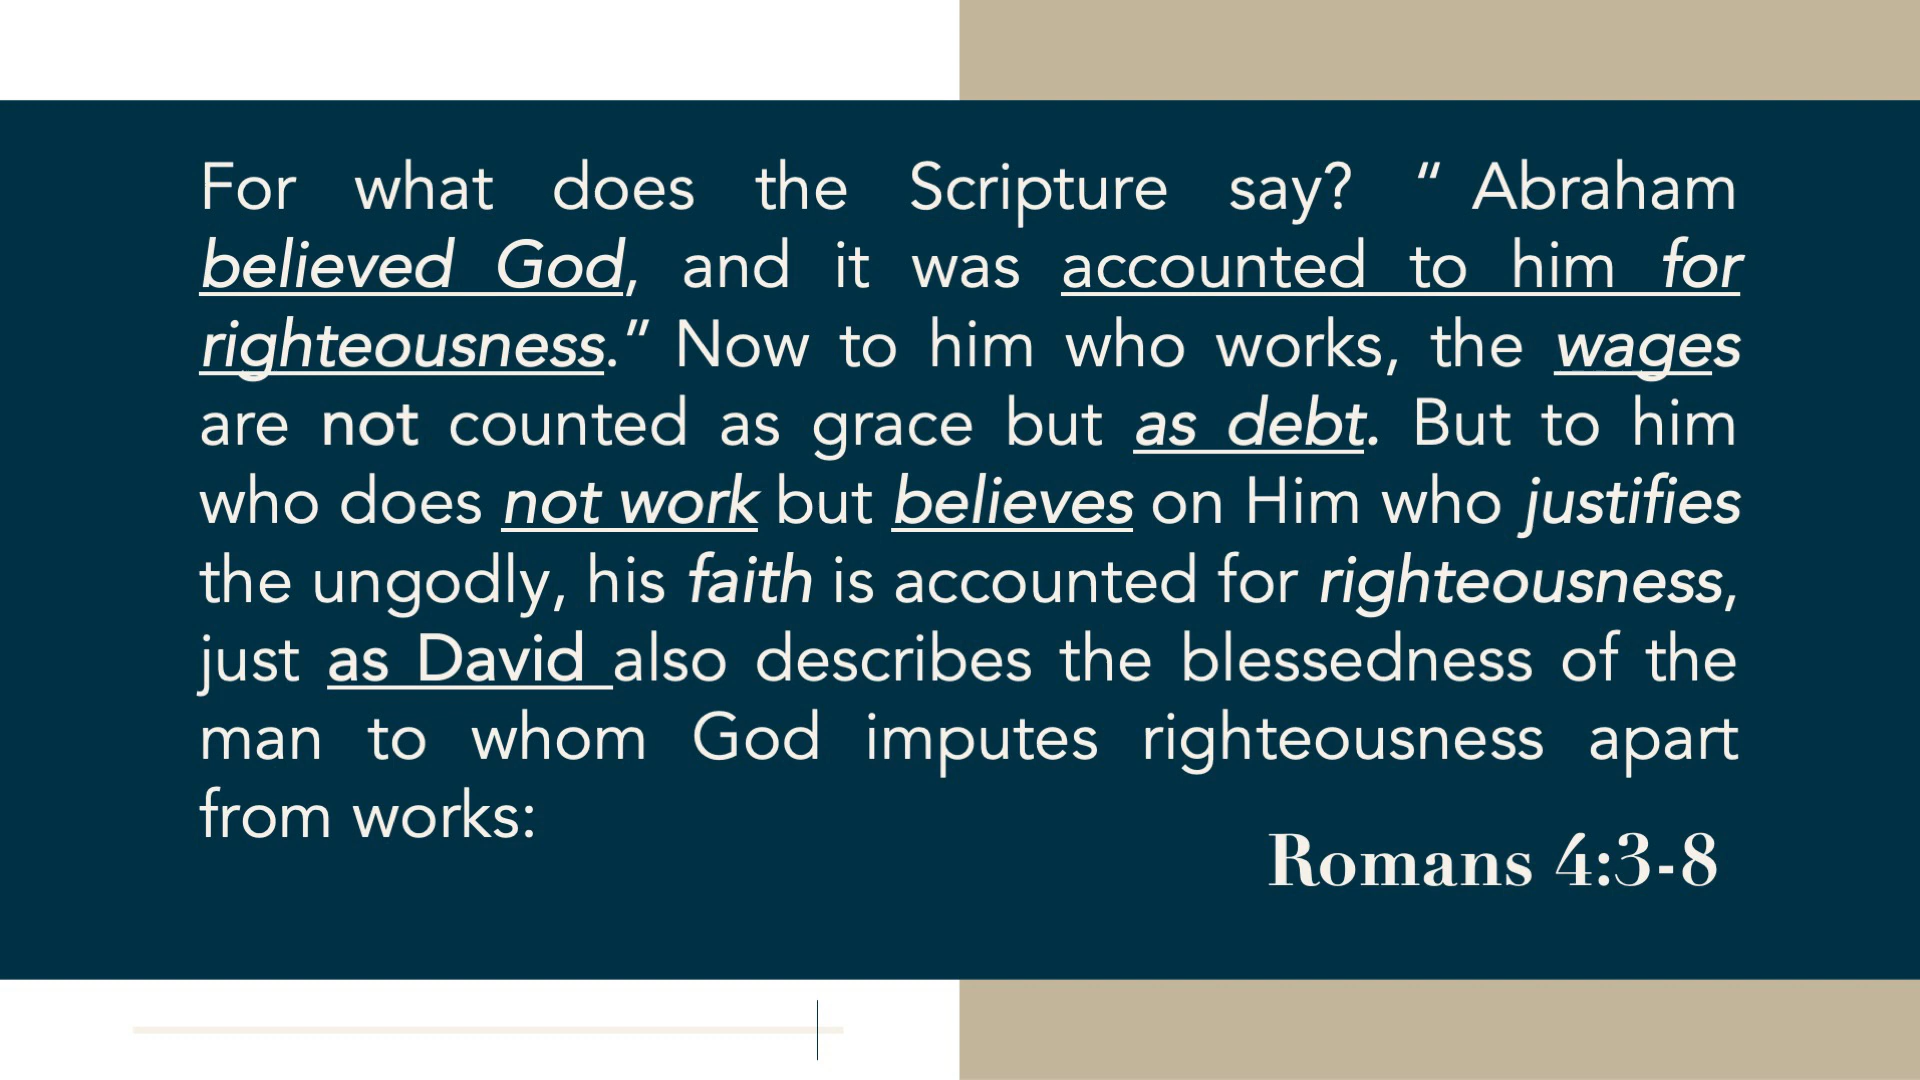 For what does the Scripture say? “ Abraham
believed God, and it was accounted to him for
righteousness.” Now to him who works, the wages
are not counted as grace but as debt. But to him
who does not work but believes on Him who justifies
the ungodly, his faith is accounted for righteousness,
just as David also describes the blessedness of the
man to whom God imputes righteousness apart
from works:
Romans 4:3-8